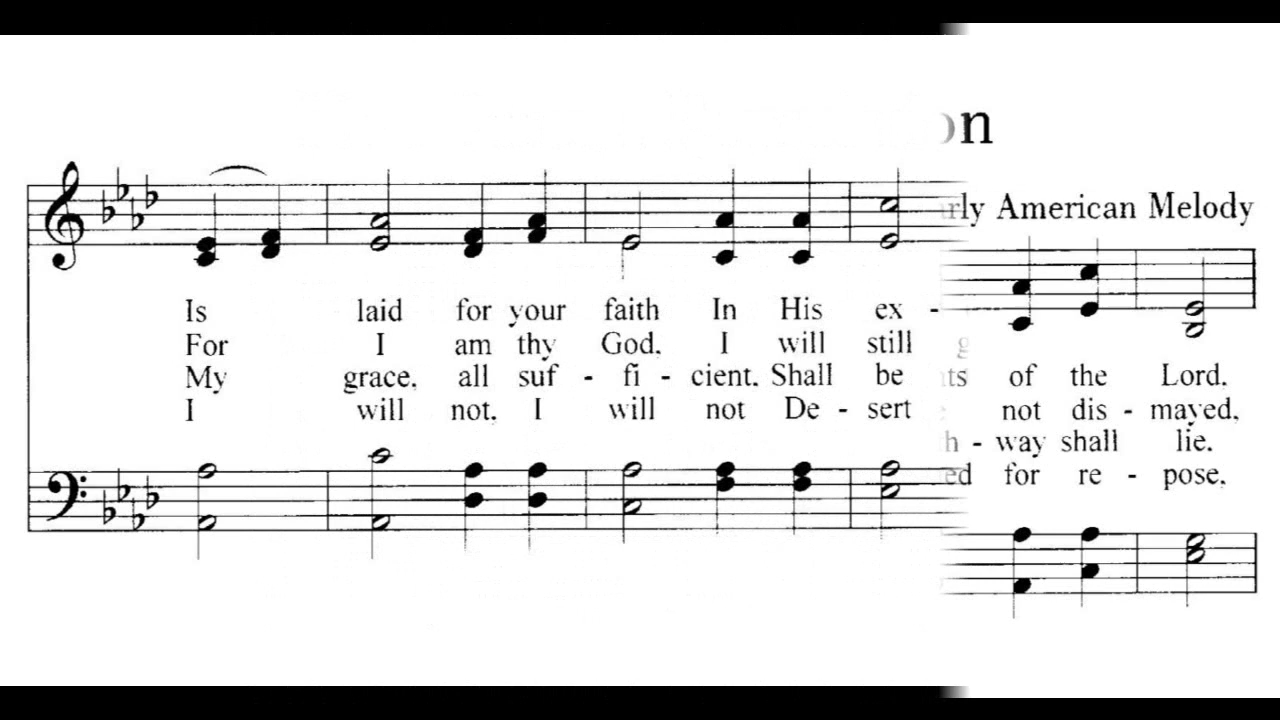 on
rly American Melody
Is laid for your faith In His ex -
For I am thy God, I will still
My grace, all suf - fi - cient, Shall be
I will not, I will not De - sert
of the Lord.
not dis - mayed,
h - way shall lie.
ed for re - pose,